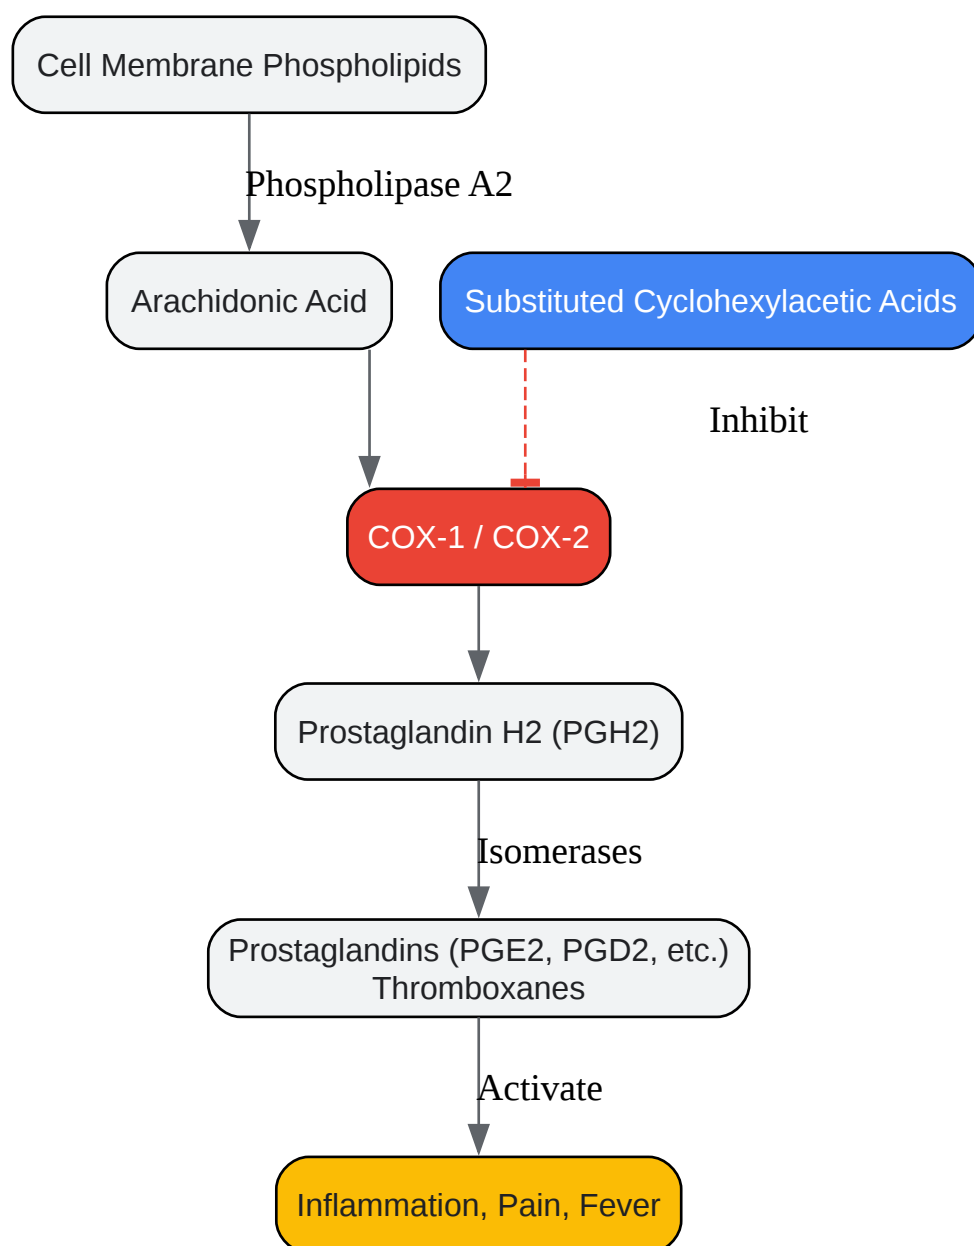 Cell Membrane Phospholipids
Phospholipase A2
Arachidonic Acid
Substituted Cyclohexylacetic Acids
Inhibit
COX-1 / COX-2
Prostaglandin H2 (PGH2)
Isomerases
Prostaglandins (PGE2, PGD2, etc.)
Thromboxanes
Activate
Inflammation, Pain, Fever